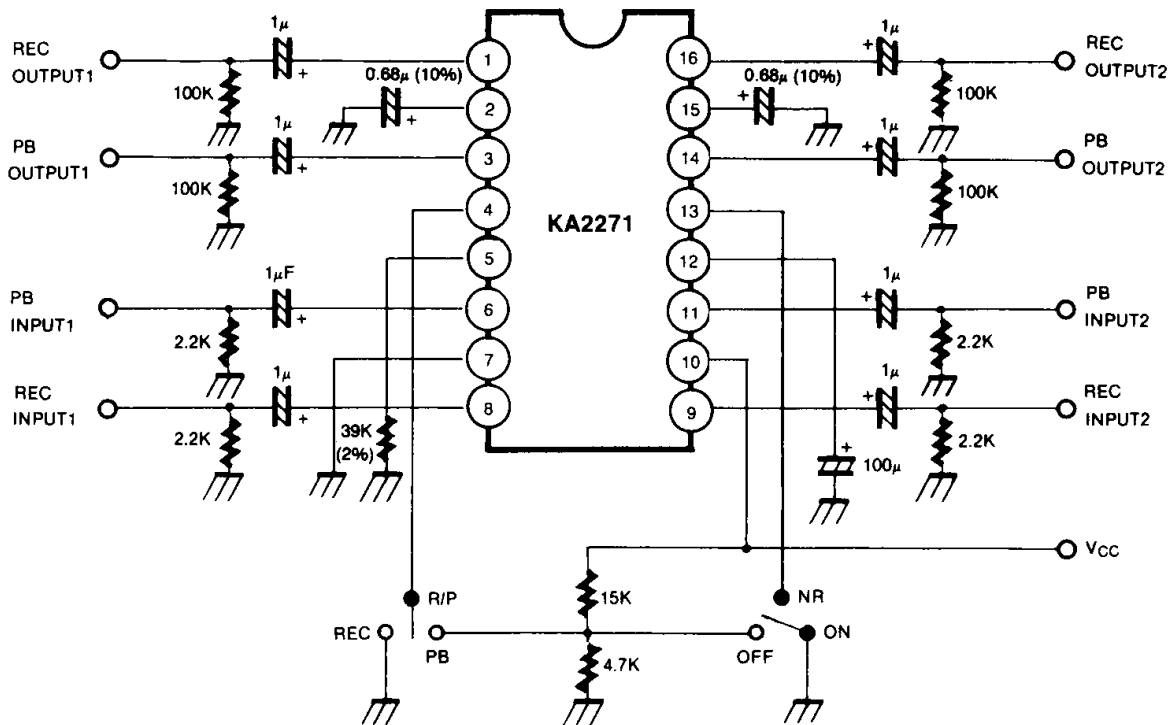 REC
OUTPUT1
1μ
+
100K
0.68μ (10%)
+
PB
OUTPUT1
1μ
+
100K
PB
INPUT1
1μF
+
2.2K
REC
INPUT1
1μ
+
2.2K
39K
(2%)
1
2
3
4
5
6
7
8
KA2271
16
15
14
13
12
11
10
9
+ 1μ
REC
OUTPUT2
100K
0.68μ (10%)
+
1μ
+
PB
OUTPUT2
100K
1μ
+
PB
INPUT2
2.2K
1μ
+
REC
INPUT2
2.2K
+
100μ
VCC
R/P
REC
PB
15K
4.7K
NR
OFF
ON